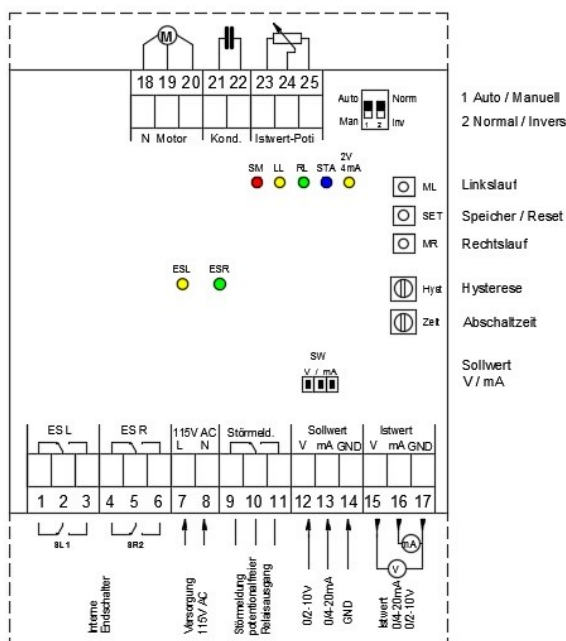 M
18 19 20 21 22 23 24 25
N Motor Kond. Istwert-Poti
Auto Norm
Man 1 2 Inv
1 Auto / Manuell
2 Normal / Invers
SM LL RL STA 2V 4mA
ML Linkslauf
SET Speicher / Reset
MR Rechtslauf
ESL ESR
Hyst Hysterese
Zeit Abschaltzeit
SW
V / mA
Sollwert
V / mA
ES L ES R 115V AC Störmeld. Sollwert Istwert
L N V mA GND V mA GND
1 2 3 4 5 6 7 8 9 10 11 12 13 14 15 16 17
SL1 SR2
mA
V
Interne
Endschalter
Versorgung
115V AC
Störmeldung
potentialfreier
Relaisausgang
0/2-10V
0/4-20mA
GND
Istwert
0/4-20mA
0/2-10V